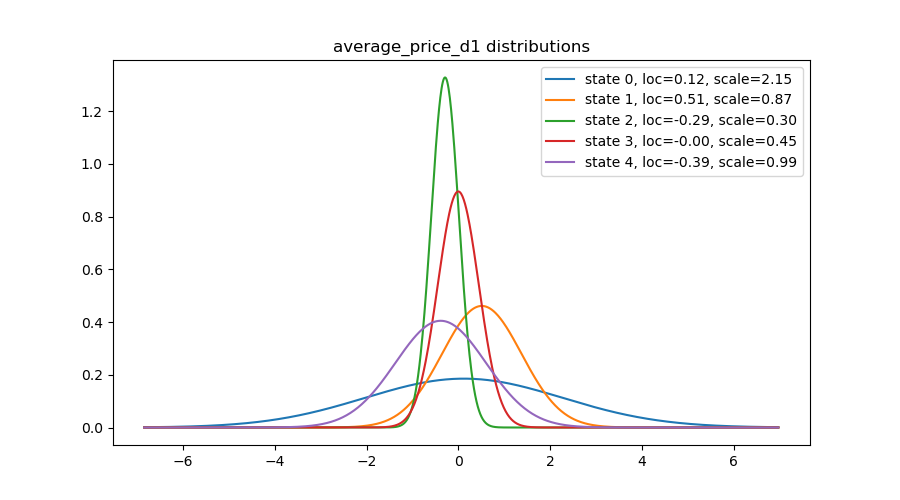 average_price_d1 distributions
state 0, loc=0.12, scale=2.15
state 1, loc=0.51, scale=0.87
state 2, loc=-0.29, scale=0.30
state 3, loc=-0.00, scale=0.45
state 4, loc=-0.39, scale=0.99
1.2
1.0
0.8
0.6
0.4
0.2
0.0
−6 −4 −2 0 2 4 6